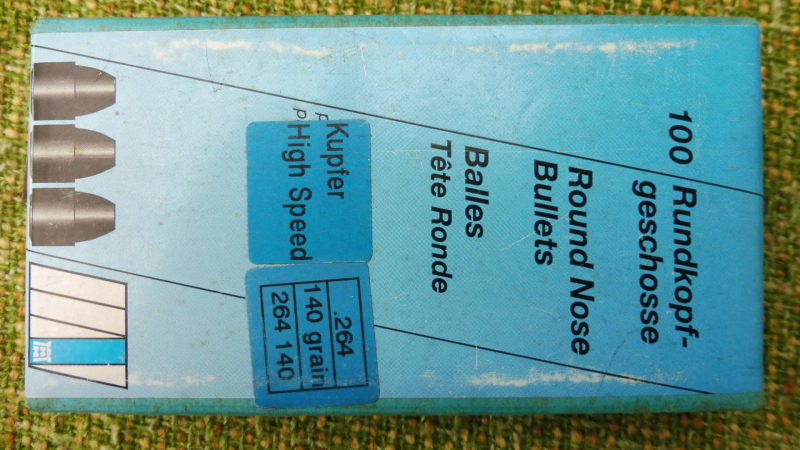 100 Rundkopf-
geschosse
Round Nose
Bullets
Balles
Tête Ronde
Kupfer
High Speed
.264
140 grain
264 140